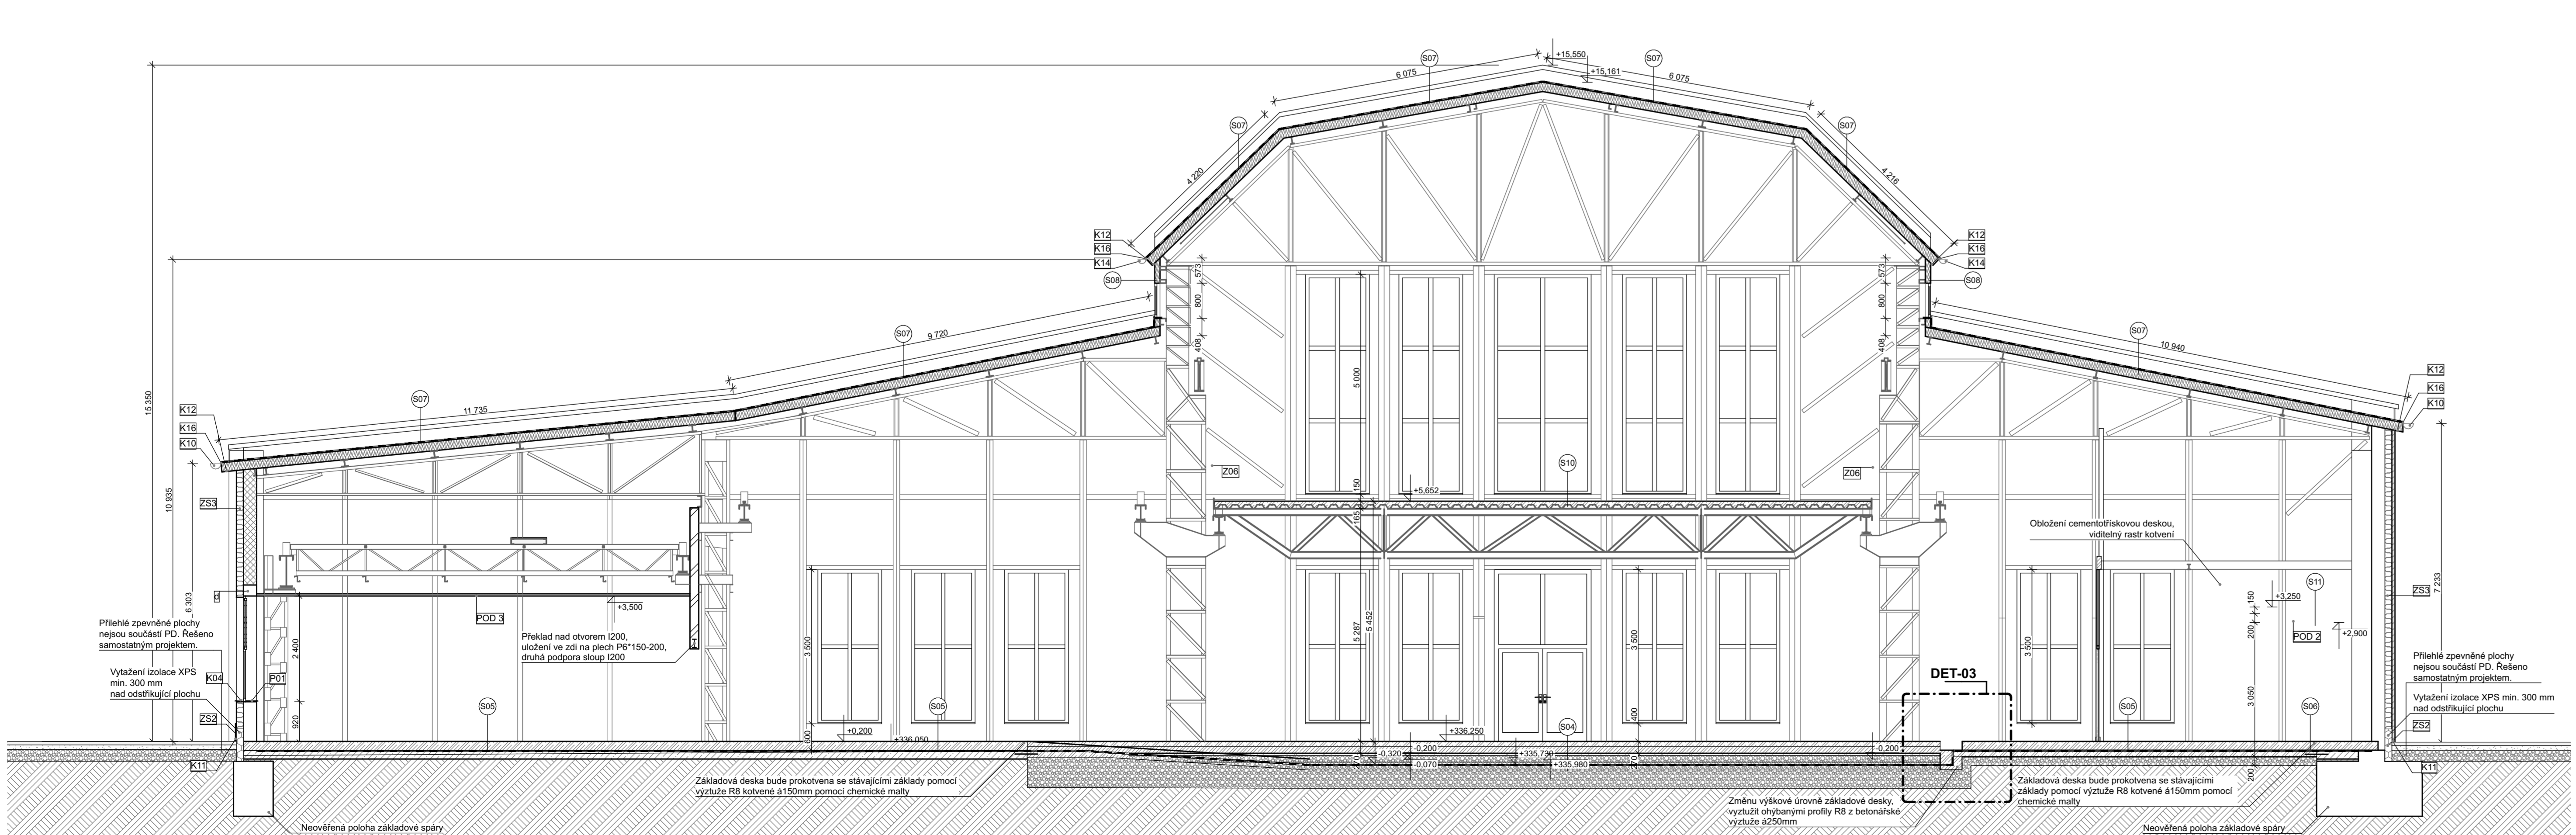 S07
S07
+15,550
+15,161
6 075
6 075
S07
S07
4 220
4 216
15 350
K12
K16
K14
S08
573
800
408
573
800
408
K12
K16
K14
S08
S07
9 720
S07
10 940
S07
11 735
10 935
K12
K16
K10
K12
K16
K10
5 000
Z06
Z06
S10
150
+5,652
165
ZS3
ZS3
6 303
7 233
Obložení cementotřískovou deskou,
viditelný rastr kotvení
d
POD 3
+3,500
S11
+3,250
150
200
POD 2
+2,900
5 287
5 452
3 500
3 500
3 500
3 050
2 400
Přilehlé zpevněné plochy
nejsou součástí PD. Řešeno
samostatným projektem.
Překlad nad otvorem I200,
uložení ve zdi na plech P6*150-200,
druhá podpora sloup I200
Vytažení izolace XPS
min. 300 mm
nad odstřikující plochu
K04
P01
DET-03
Přilehlé zpevněné plochy
nejsou součástí PD. Řešeno
samostatným projektem.
Vytažení izolace XPS min. 300 mm
nad odstřikující plochu
S05
S05
S04
S05
S06
ZS2
ZS2
920
600
400
+0,200
+336,050
+336,250
-0,200
-0,320
+335,730
-0,070
+335,980
-0,200
70
70
200
K11
K11
Základová deska bude prokotvena se stávajícími základy pomocí
výztuže R8 kotvené á150mm pomocí chemické malty
Základová deska bude prokotvena se stávajícími
základy pomocí výztuže R8 kotvené á150mm pomocí
chemické malty
Změnu výškové úrovně základové desky,
vyztužit ohýbanými profily R8 z betonářské
výztuže á250mm
Neověřená poloha základové spáry
Neověřená poloha základové spáry